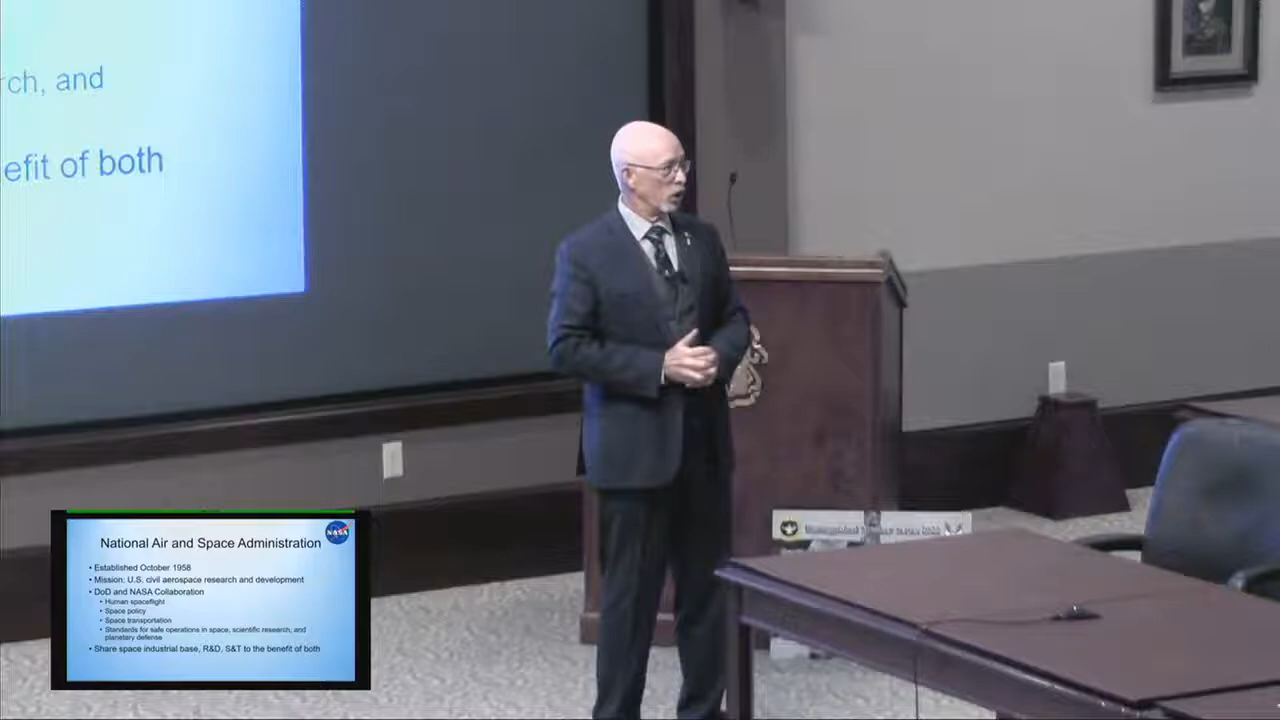 rch, and
efit of both
NASA
National Air and Space Administration
• Established October 1958
• Mission: U.S. civil aerospace research and development
• DoD and NASA Collaboration
• Human spaceflight
• Space policy
• Space transportation
• Standards for safe operations in space, scientific research, and
planetary defense
• Share space industrial base, R&D, S&T to the benefit of both